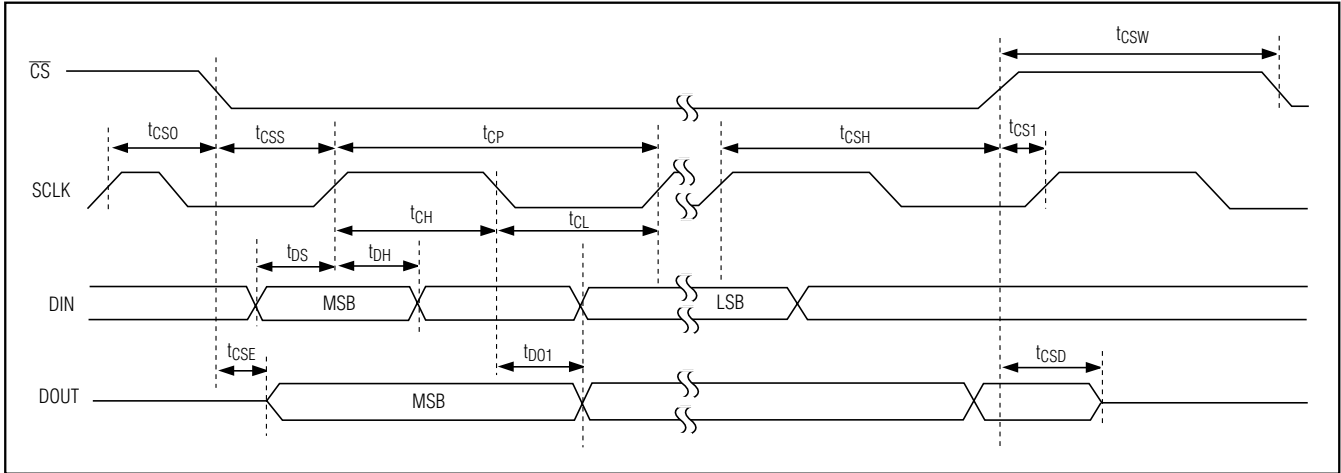 tCSW
CS
tCSO tCSS tCP tCSH tCS1
SCLK
tCH tCL
tDS tDH
DIN MSB LSB
tCSE tDO1 tCSD
DOUT MSB